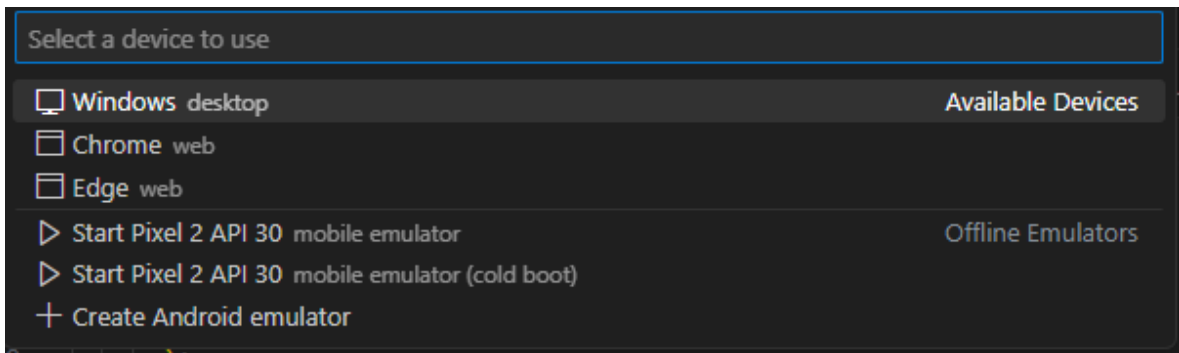 Select a device to use
Windows desktop Available Devices
Chrome web
Edge web
Start Pixel 2 API 30 mobile emulator Offline Emulators
Start Pixel 2 API 30 mobile emulator (cold boot)
Create Android emulator